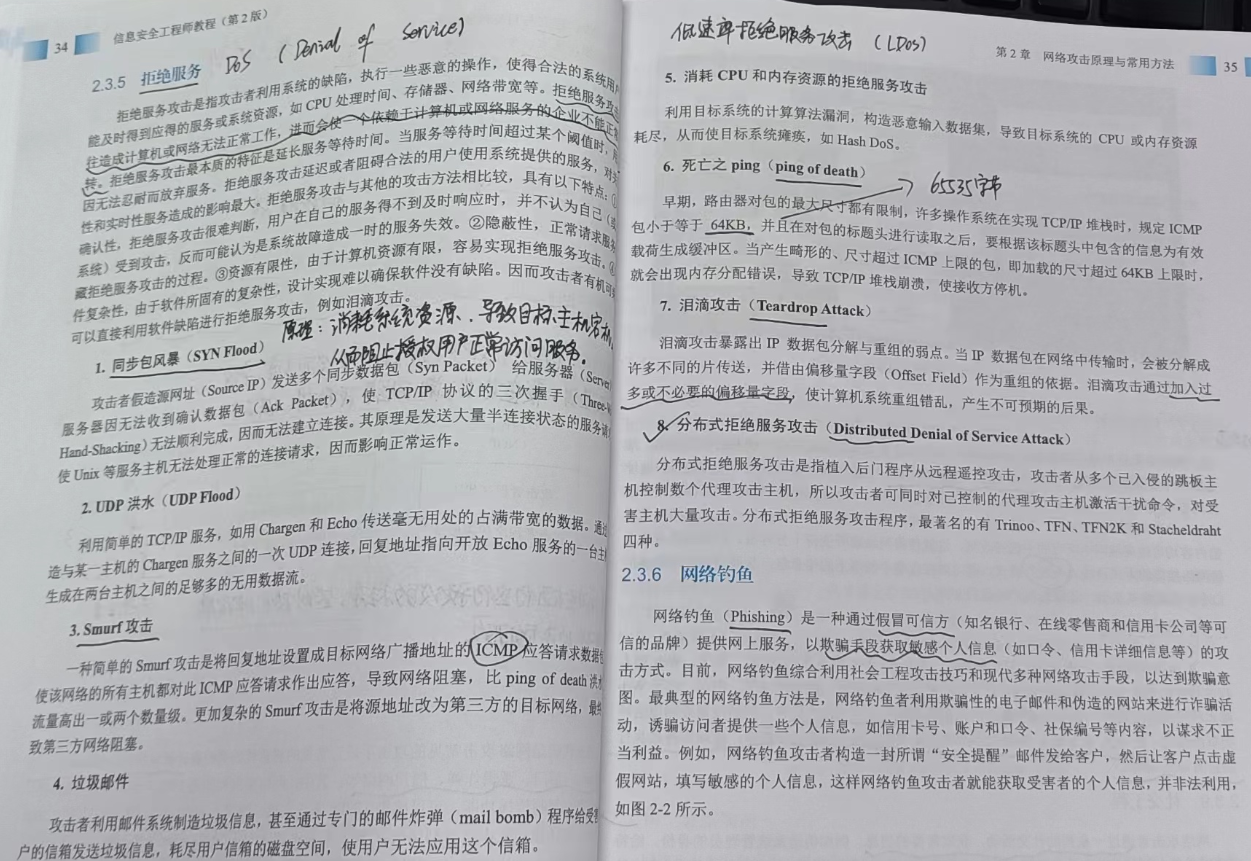 34 信息安全工程师教程（第2版）
DoS （Denial of Service）
2.3.5 拒绝服务
拒绝服务攻击是指攻击者利用系统的缺陷，执行一些恶意的操作，使得合法的系统用
能及时得到应得的服务或系统资源，如 CPU 处理时间、存储器、网络带宽等。拒绝服务攻
往造成计算机或网络无法正常工作，进而会使一个依赖于计算机或网络服务的企业不能正
转。拒绝服务攻击最本质的特征是延长服务等待时间。当服务等待时间超过某个阈值时，
因无法忍耐而放弃服务。拒绝服务攻击延迟或者阻碍合法的用户使用系统提供的服务，对
性和实时性服务造成的影响最大。拒绝服务攻击与其他的攻击方法相比较，具有以下特点：①
确认性，拒绝服务攻击很难判断，用户在自己的服务得不到及时响应时，并不认为自己（
系统）受到攻击，反而可能认为是系统故障造成一时的服务失效。②隐蔽性，正常请求服
藏拒绝服务攻击的过程。③资源有限性，由于计算机资源有限，容易实现拒绝服务攻击。
件复杂性，由于软件所固有的复杂性，设计实现难以确保软件没有缺陷。因而攻击者有机可
可以直接利用软件缺陷进行拒绝服务攻击，例如泪滴攻击。
原理：消耗系统资源、导致目标主机宕机，
从而阻止授权用户正常访问服务。
1. 同步包风暴（SYN Flood）
攻击者假造源网址（Source IP）发送多个同步数据包（Syn Packet）给服务器（Server
服务器因无法收到确认数据包（Ack Packet），使 TCP/IP 协议的三次握手（Three-
Hand-Shacking）无法顺利完成，因而无法建立连接。其原理是发送大量半连接状态的服务请
使 Unix 等服务主机无法处理正常的连接请求，因而影响正常运作。
2. UDP 洪水（UDP Flood）
利用简单的 TCP/IP 服务，如用 Chargen 和 Echo 传送毫无用处的占满带宽的数据。通过
造与某一主机的 Chargen 服务之间的一次 UDP 连接，回复地址指向开放 Echo 服务的一台主
生成在两台主机之间的足够多的无用数据流。
3. Smurf 攻击
一种简单的 Smurf 攻击是将回复地址设置成目标网络广播地址的 ICMP 应答请求数据
使该网络的所有主机都对此 ICMP 应答请求作出应答，导致网络阻塞，比 ping of death 洪
流量高出一或两个数量级。更加复杂的 Smurf 攻击是将源地址改为第三方的目标网络，最
致第三方网络阻塞。
4. 垃圾邮件
攻击者利用邮件系统制造垃圾信息，甚至通过专门的邮件炸弹（mail bomb）程序给受
户的信箱发送垃圾信息，耗尽用户信箱的磁盘空间，使用户无法应用这个信箱。
低速率拒绝服务攻击 （LDoS）
第 2 章 网络攻击原理与常用方法 35
5. 消耗 CPU 和内存资源的拒绝服务攻击
利用目标系统的计算算法漏洞，构造恶意输入数据集，导致目标系统的 CPU 或内存资源
耗尽，从而使目标系统瘫痪，如 Hash DoS。
6. 死亡之 ping（ping of death）
65535字节
早期，路由器对包的最大尺寸都有限制，许多操作系统在实现 TCP/IP 堆栈时，规定 ICMP
包小于等于 64KB，并且在对包的标题头进行读取之后，要根据该标题头中包含的信息为有效
载荷生成缓冲区。当产生畸形的、尺寸超过 ICMP 上限的包，即加载的尺寸超过 64KB 上限时，
就会出现内存分配错误，导致 TCP/IP 堆栈崩溃，使接收方停机。
7. 泪滴攻击（Teardrop Attack）
泪滴攻击暴露出 IP 数据包分解与重组的弱点。当 IP 数据包在网络中传输时，会被分解成
许多不同的片传送，并借由偏移量字段（Offset Field）作为重组的依据。泪滴攻击通过加入过
多或不必要的偏移量字段，使计算机系统重组错乱，产生不可预期的后果。
8. 分布式拒绝服务攻击（Distributed Denial of Service Attack）
分布式拒绝服务攻击是指植入后门程序从远程遥控攻击，攻击者从多个已入侵的跳板主
机控制数个代理攻击主机，所以攻击者可同时对已控制的代理攻击主机激活干扰命令，对受
害主机大量攻击。分布式拒绝服务攻击程序，最著名的有 Trinoo、TFN、TFN2K 和 Stacheldraht
四种。
2.3.6 网络钓鱼
网络钓鱼（Phishing）是一种通过假冒可信方（知名银行、在线零售商和信用卡公司等可
信的品牌）提供网上服务，以欺骗手段获取敏感个人信息（如口令、信用卡详细信息等）的攻
击方式。目前，网络钓鱼综合利用社会工程攻击技巧和现代多种网络攻击手段，以达到欺骗意
图。最典型的网络钓鱼方法是，网络钓鱼者利用欺骗性的电子邮件和伪造的网站来进行诈骗活
动，诱骗访问者提供一些个人信息，如信用卡号、账户和口令、社保编号等内容，以谋求不正
当利益。例如，网络钓鱼攻击者构造一封所谓“安全提醒”邮件发给客户，然后让客户点击虚
假网站，填写敏感的个人信息，这样网络钓鱼攻击者就能获取受害者的个人信息，并非法利用，
如图 2-2 所示。